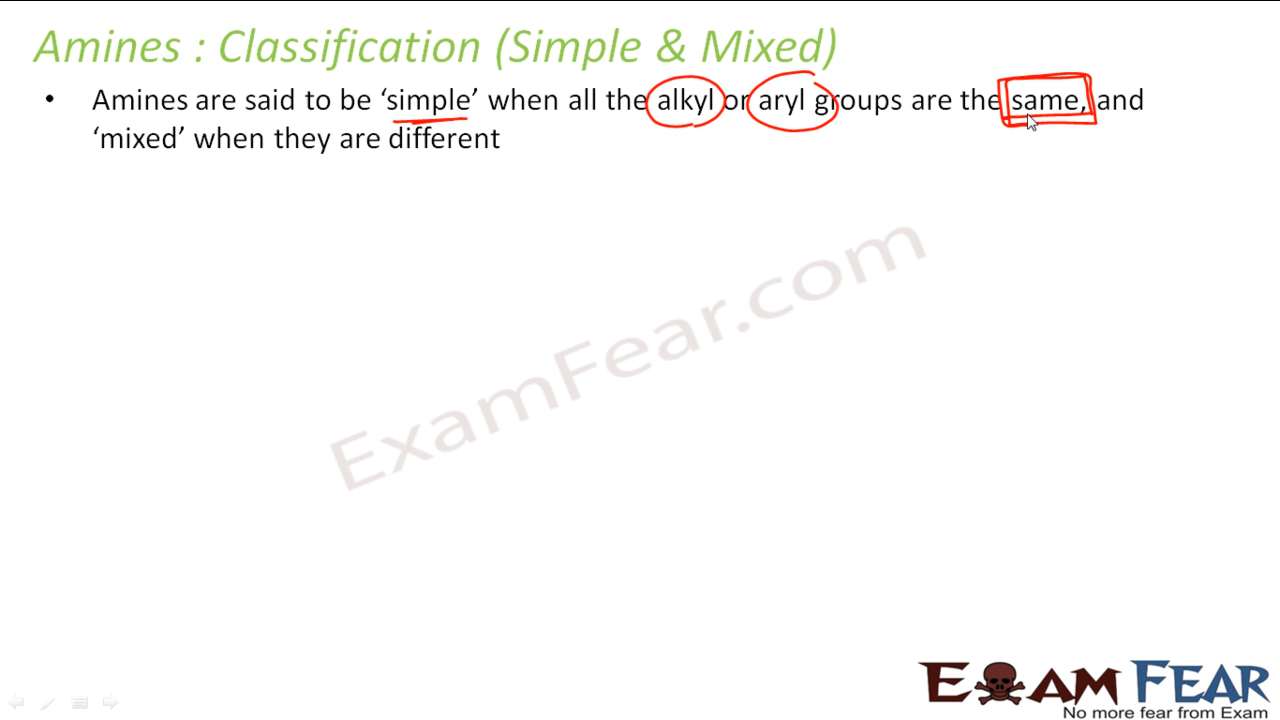 Amines : Classification (Simple & Mixed)
• Amines are said to be ‘simple’ when all the alkyl or aryl groups are the same, and
‘mixed’ when they are different
ExamFear.com
EXAM FEAR
No more fear from Exam